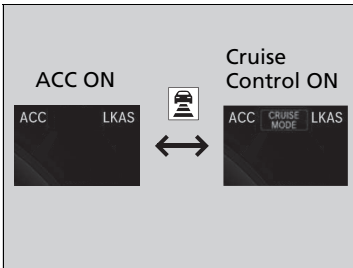 ACC ON
Cruise
Control ON
ACC LKAS
ACC CRUISE MODE LKAS